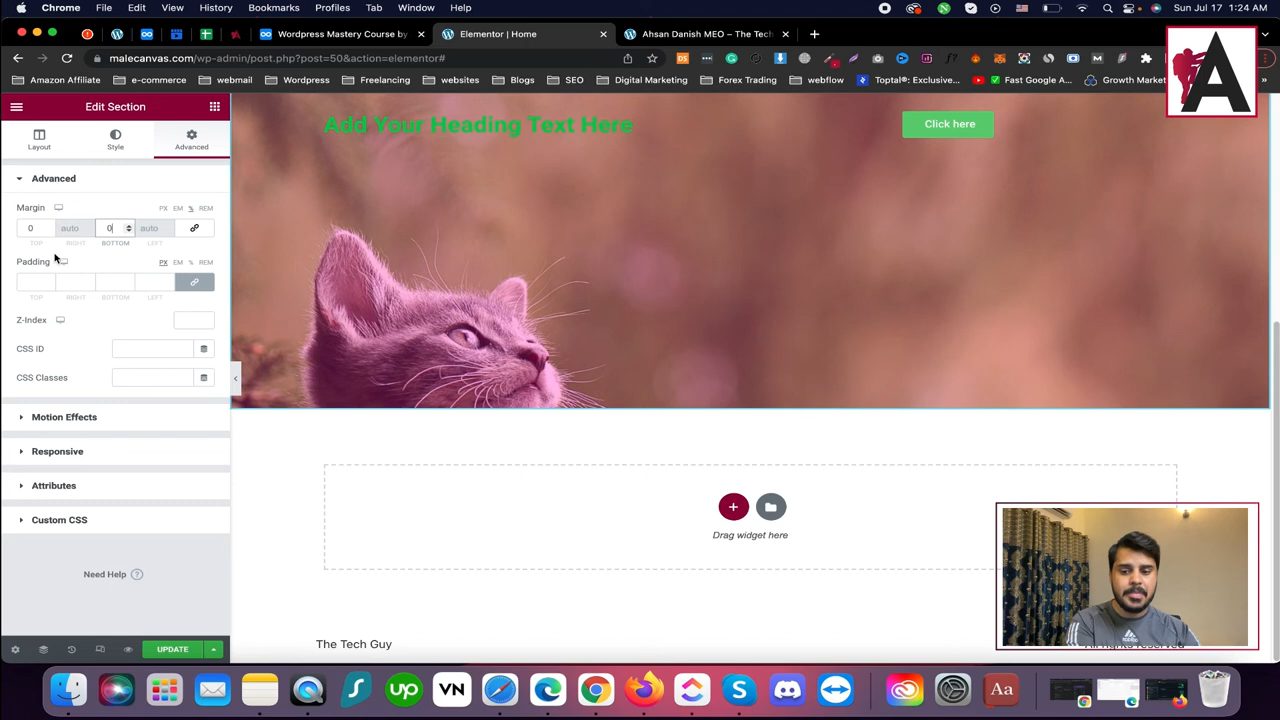 Chrome File Edit View History Bookmarks Profiles Tab Window Help
Sun Jul 17 1:24 AM
Wordpress Mastery Course by
Elementor | Home
Ahsan Danish MEO – The Tech
malecanvas.com/wp-admin/post.php?post=50&action=elementor#
Amazon Affiliate
e-commerce
webmail
Wordpress
Freelancing
websites
Blogs
SEO
Digital Marketing
Forex Trading
webflow
Toptal®: Exclusive...
Fast Google A...
Growth Market
A
Edit Section
Layout
Style
Advanced
Advanced
Margin
PX EM % REM
0 auto 0 auto
TOP RIGHT BOTTOM LEFT
Padding
PX EM % REM
TOP RIGHT BOTTOM LEFT
Z-Index
CSS ID
CSS Classes
Motion Effects
Responsive
Attributes
Custom CSS
Need Help ?
UPDATE
Add Your Heading Text Here
Click here
Drag widget here
The Tech Guy
up
VN
Aa